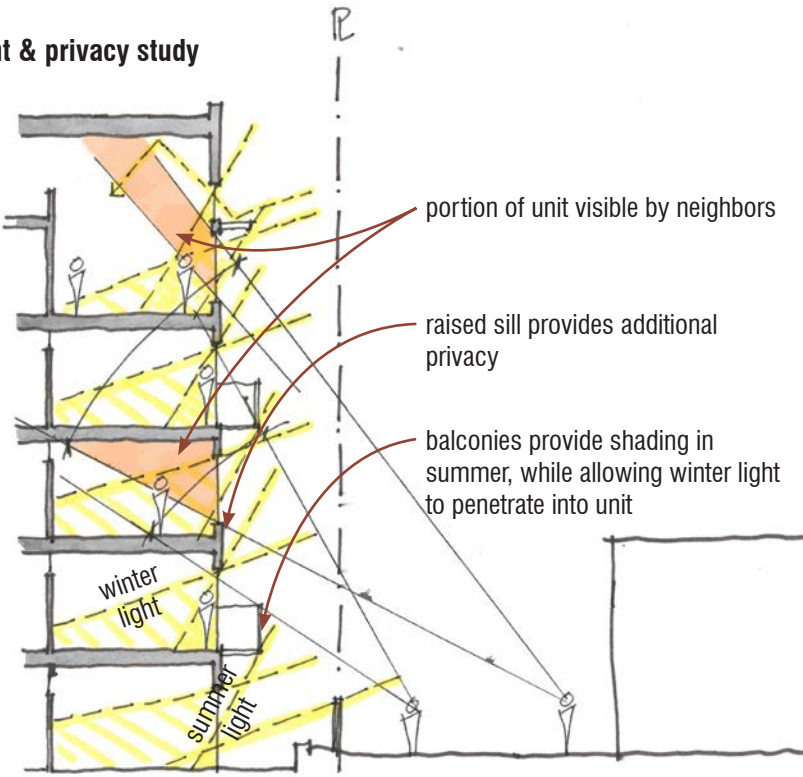 t & privacy study
PL
portion of unit visible by neighbors
raised sill provides additional
privacy
balconies provide shading in
summer, while allowing winter light
to penetrate into unit
winter
light
summer
light